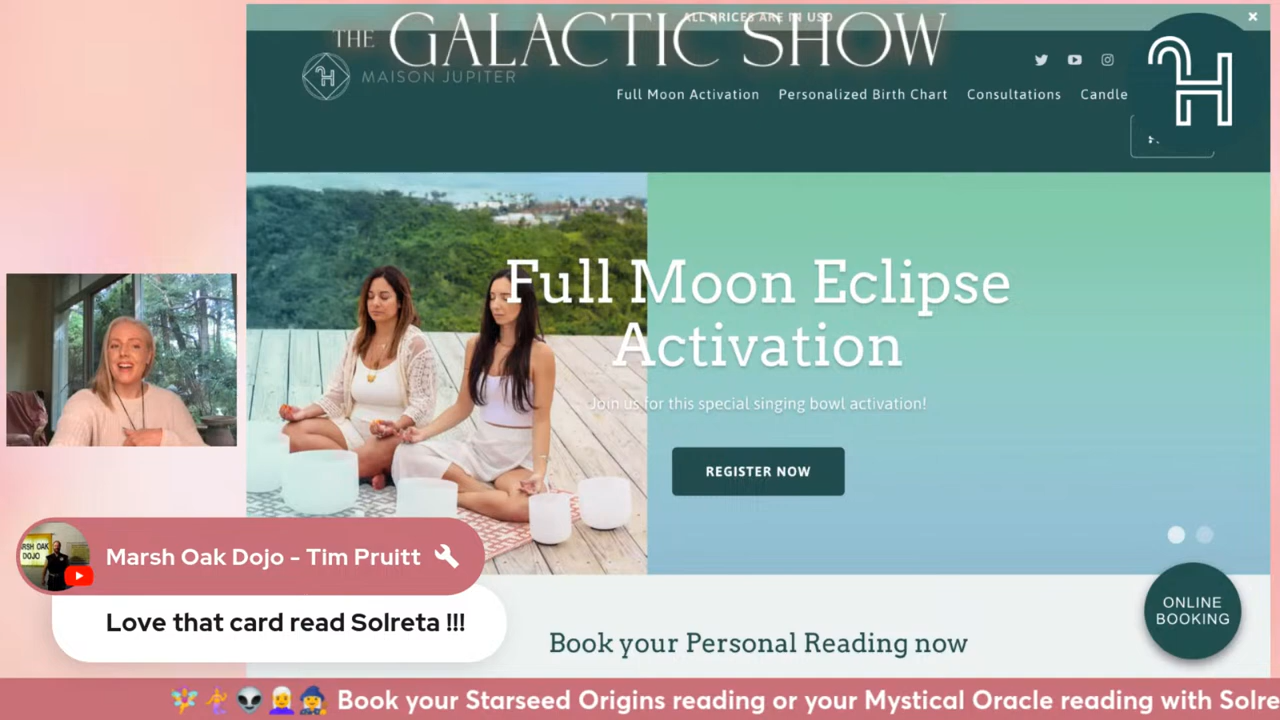 ALL PRICES ARE IN USD
THE GALACTIC SHOW
MAISON JUPITER
Full Moon Activation Personalized Birth Chart Consultations Candle
H
Full Moon Eclipse
Activation
Join us for this special singing bowl activation!
REGISTER NOW
MARSH OAK
DOJO
Marsh Oak Dojo - Tim Pruitt
Love that card read Solreta !!!
ONLINE
BOOKING
Book your Personal Reading now
Book your Starseed Origins reading or your Mystical Oracle reading with Solre